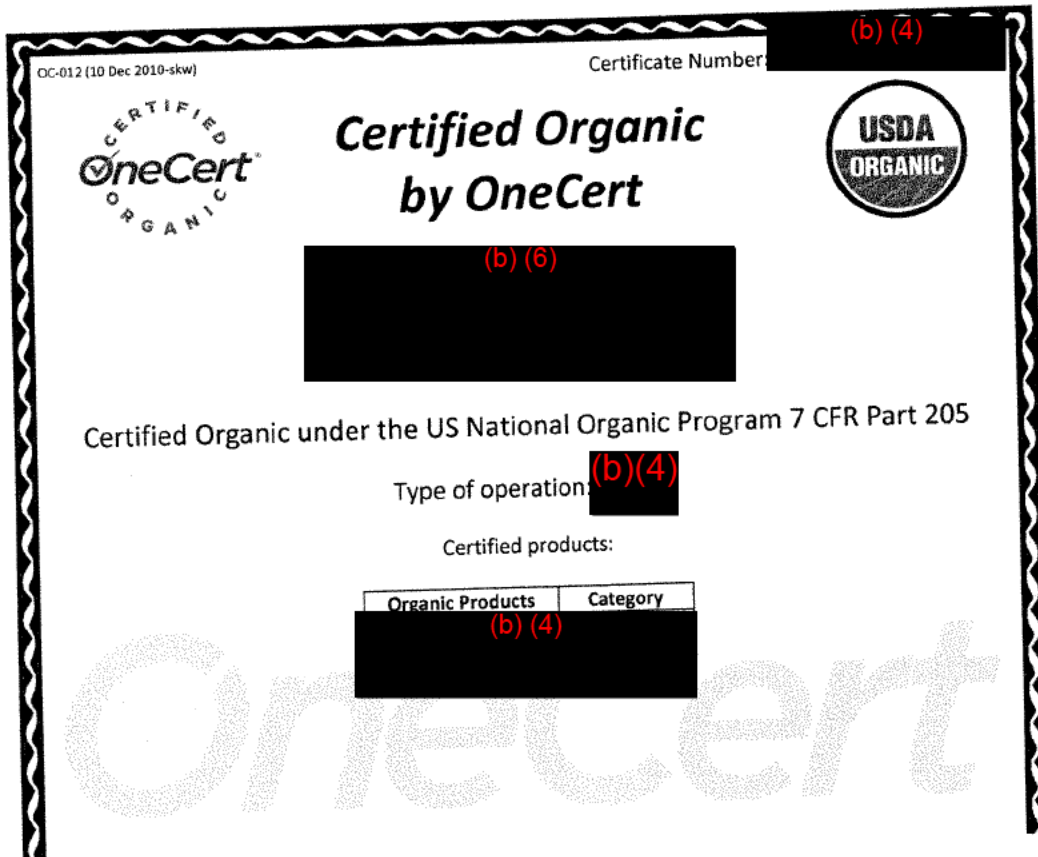 (b) (4)
OC-012 (10 Dec 2010-skw)
Certificate Number:
CERTIFIED
OneCert
ORGANIC
Certified Organic
by OneCert
USDA
ORGANIC
(b) (6)
Certified Organic under the US National Organic Program 7 CFR Part 205
Type of operation: (b)(4)
Certified products:
Organic Products Category
(b) (4)
OneCert